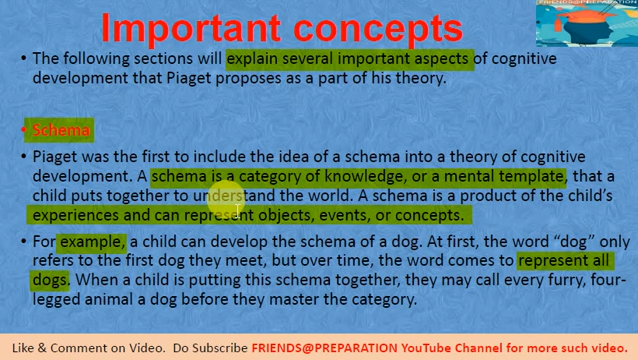 FRIENDS@PREPARATION
Important concepts
• The following sections will explain several important aspects of cognitive
development that Piaget proposes as a part of his theory.
• Schema
• Piaget was the first to include the idea of a schema into a theory of cognitive
development. A schema is a category of knowledge, or a mental template, that a
child puts together to understand the world. A schema is a product of the child's
experiences and can represent objects, events, or concepts.
• For example, a child can develop the schema of a dog. At first, the word "dog" only
refers to the first dog they meet, but over time, the word comes to represent all
dogs. When a child is putting this schema together, they may call every furry, four-
legged animal a dog before they master the category.
Like & Comment on Video. Do Subscribe FRIENDS@PREPARATION YouTube Channel for more such video.